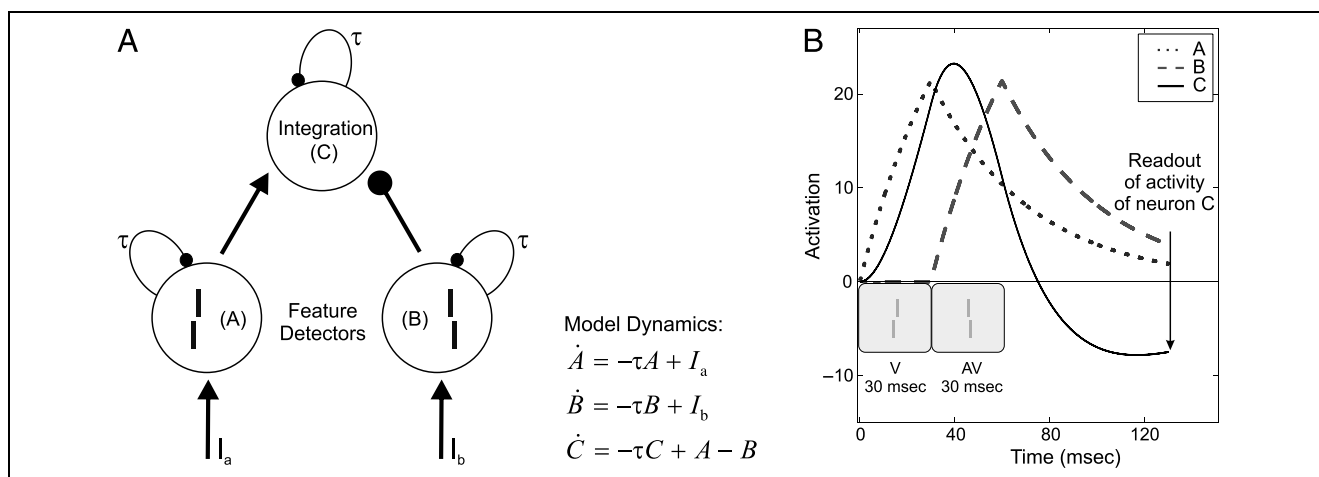 A
τ
Integration
(C)
τ
τ
(A)
Feature
Detectors
(B)
I_a
I_b
Model Dynamics:
Ȧ = −τA + I_a
Ḃ = −τB + I_b
Ċ = −τC + A − B
B
A
B
C
20
10
0
−10
Activation
Readout
of activity
of neuron C
V
30 msec
AV
30 msec
0
40
80
120
Time (msec)